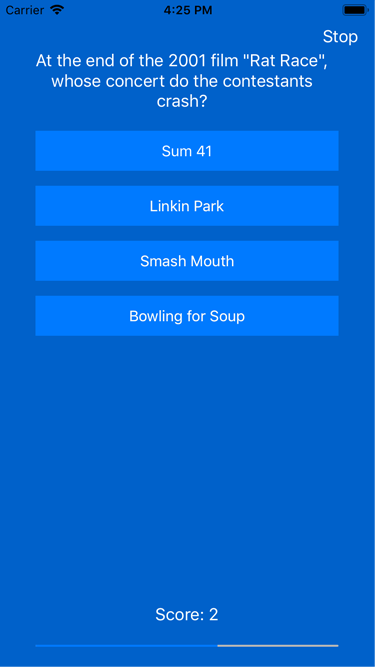 Carrier 4:25 PM
Stop
At the end of the 2001 film "Rat Race",
whose concert do the contestants
crash?
Sum 41
Linkin Park
Smash Mouth
Bowling for Soup
Score: 2